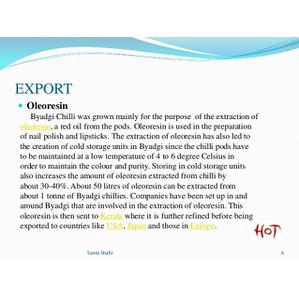 EXPORT
Oleoresin
Byadgi Chilli was grown mainly for the purpose of the extraction of
oleoresin, a red oil from the pods. Oleoresin is used in the preparation
of nail polish and lipsticks. The extraction of oleoresin has also led to
the creation of cold storage units in Byadgi since the chilli pods have
to be maintained at a low temperature of 4 to 6 degree Celsius in
order to maintain the colour and purity. Storing in cold storage units
also increases the amount of oleoresin extracted from chilli by
about 30-40%. About 50 litres of oleoresin can be extracted from
about 1 tonne of Byadgi chillies. Companies have been set up in and
around Byadgi that are involved in the extraction of oleoresin. This
oleoresin is then sent to Kerala where it is further refined before being
exported to countries like USA, Japan and those in Europe.
HOT
Samit Shahi
6